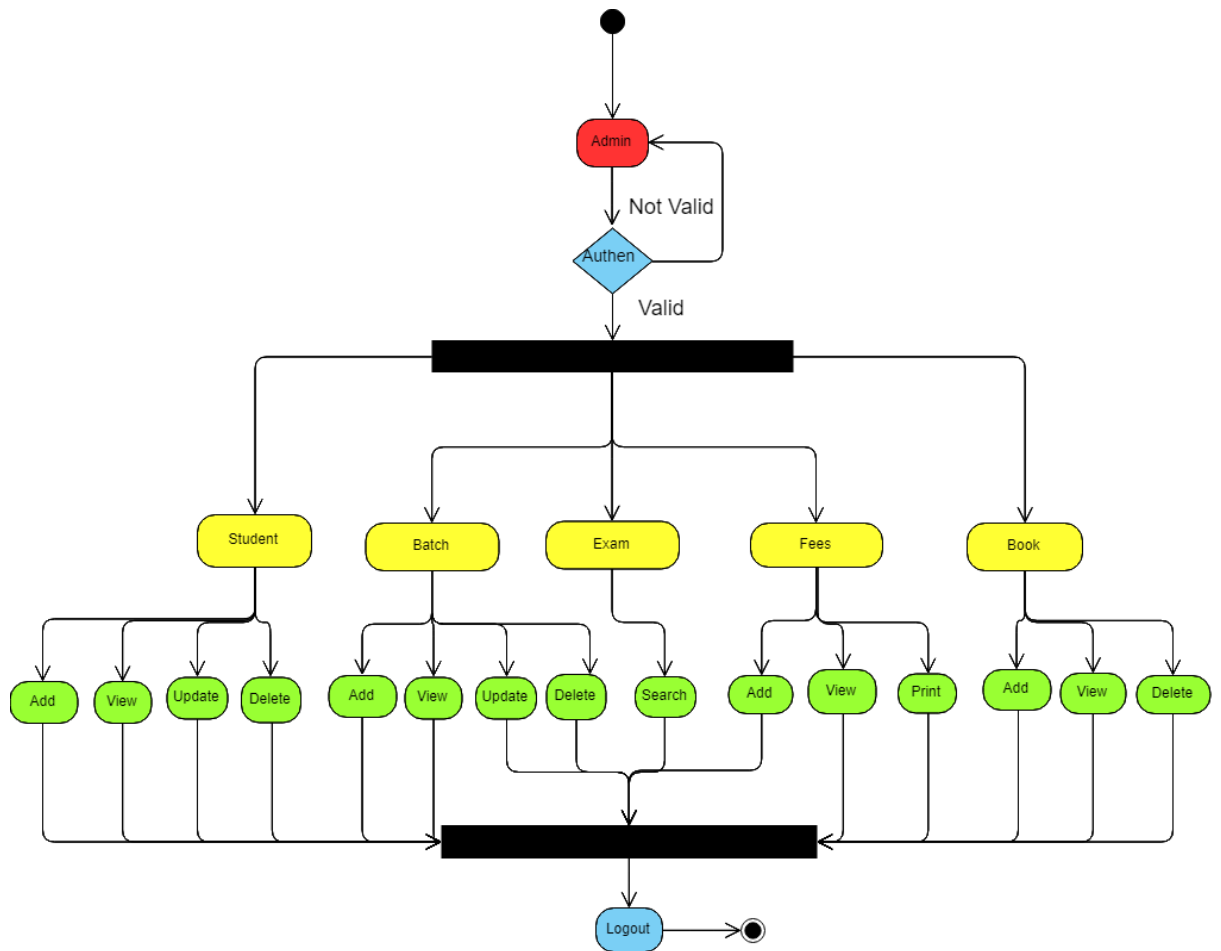 Admin
Not Valid
Authen
Valid
Student
Batch
Exam
Fees
Book
Add
View
Update
Delete
Add
View
Update
Delete
Search
Add
View
Print
Add
View
Delete
Logout